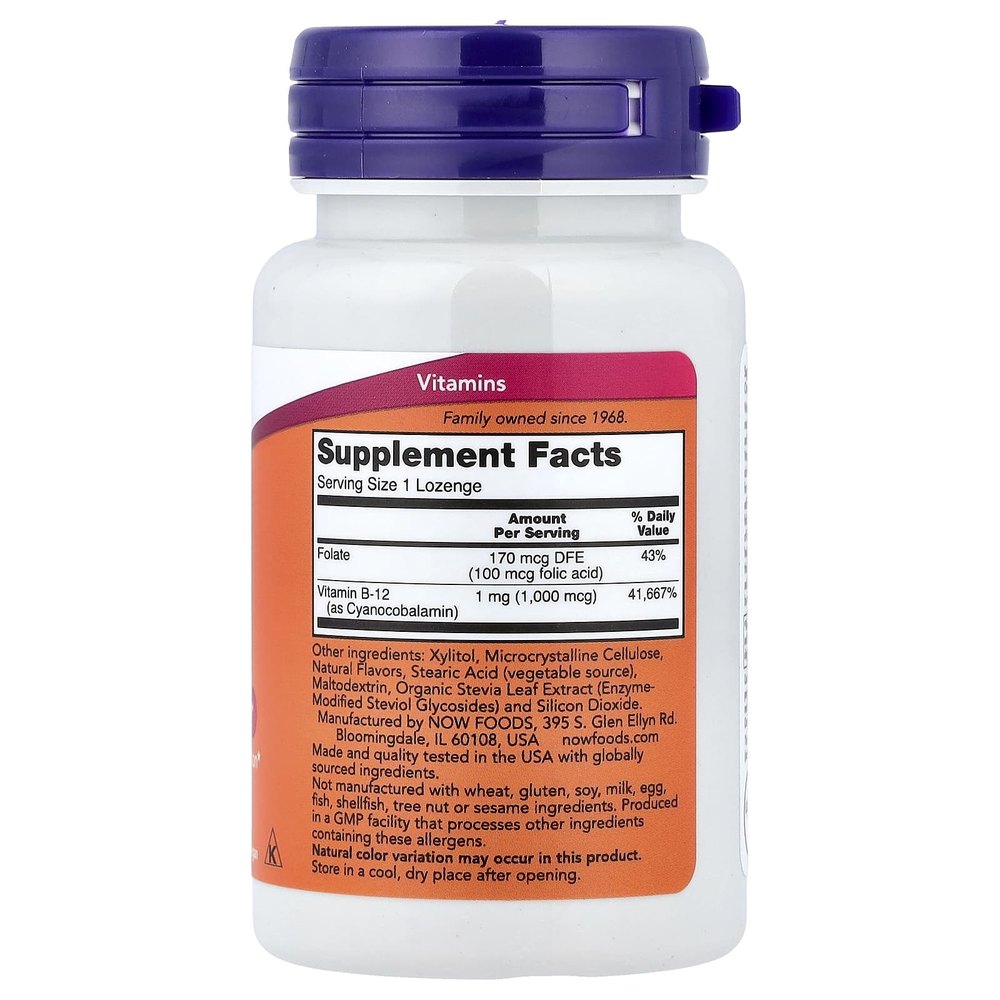 Vitamins
Family owned since 1968.
Supplement Facts
Serving Size 1 Lozenge
Amount Per Serving % Daily Value
Folate 170 mcg DFE 43%
(100 mcg folic acid)
Vitamin B-12 1 mg (1,000 mcg) 41,667%
(as Cyanocobalamin)
Other ingredients: Xylitol, Microcrystalline Cellulose,
Natural Flavors, Stearic Acid (vegetable source),
Maltodextrin, Organic Stevia Leaf Extract (Enzyme-
Modified Steviol Glycosides) and Silicon Dioxide.
Manufactured by NOW FOODS, 395 S. Glen Ellyn Rd.
Bloomingdale, IL 60108, USA nowfoods.com
Made and quality tested in the USA with globally
sourced ingredients.
Not manufactured with wheat, gluten, soy, milk, egg,
fish, shellfish, tree nut or sesame ingredients. Produced
in a GMP facility that processes other ingredients
containing these allergens.
Natural color variation may occur in this product.
Store in a cool, dry place after opening.
K